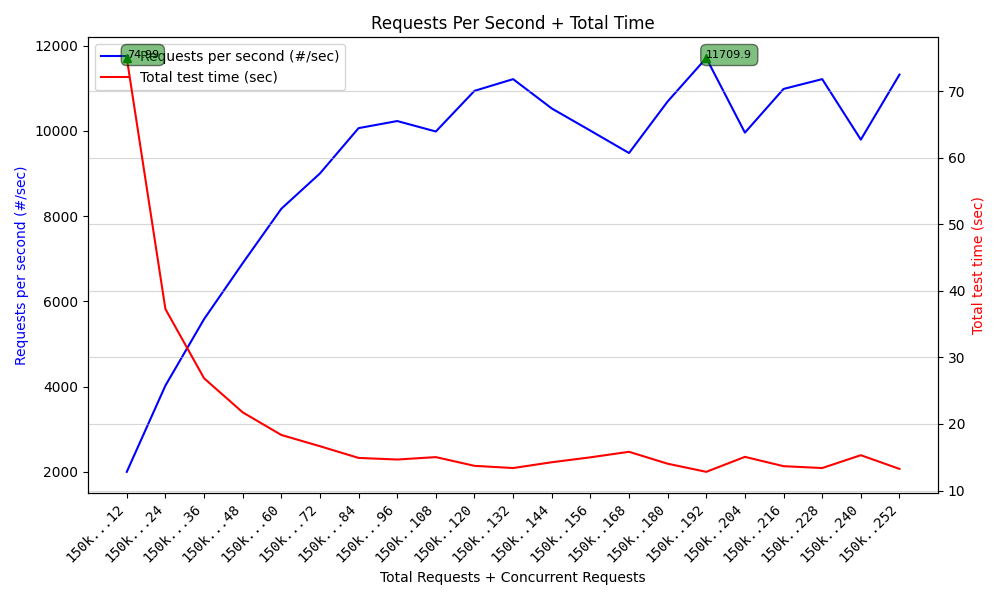 Requests Per Second + Total Time
74.99
Requests per second (#/sec)
Total test time (sec)
11709.9
12000
10000
8000
6000
4000
2000
Requests per second (#/sec)
70
60
50
40
30
20
10
Total test time (sec)
150k...12
150k...24
150k...36
150k...48
150k...60
150k...72
150k...84
150k...96
150k..108
150k..120
150k..132
150k..144
150k..156
150k..168
150k..180
150k..192
150k..204
150k..216
150k..228
150k..240
150k..252
Total Requests + Concurrent Requests